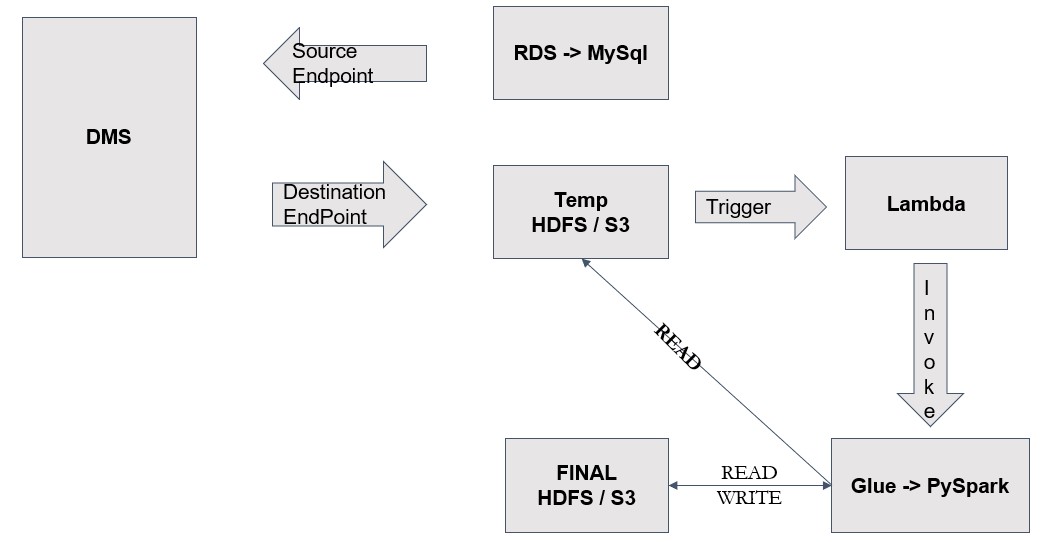 RDS -> MySql
Source
Endpoint
DMS
Destination
EndPoint
Temp
HDFS / S3
Trigger
Lambda
I
n
v
o
k
e
READ
FINAL
HDFS / S3
READ
WRITE
Glue -> PySpark